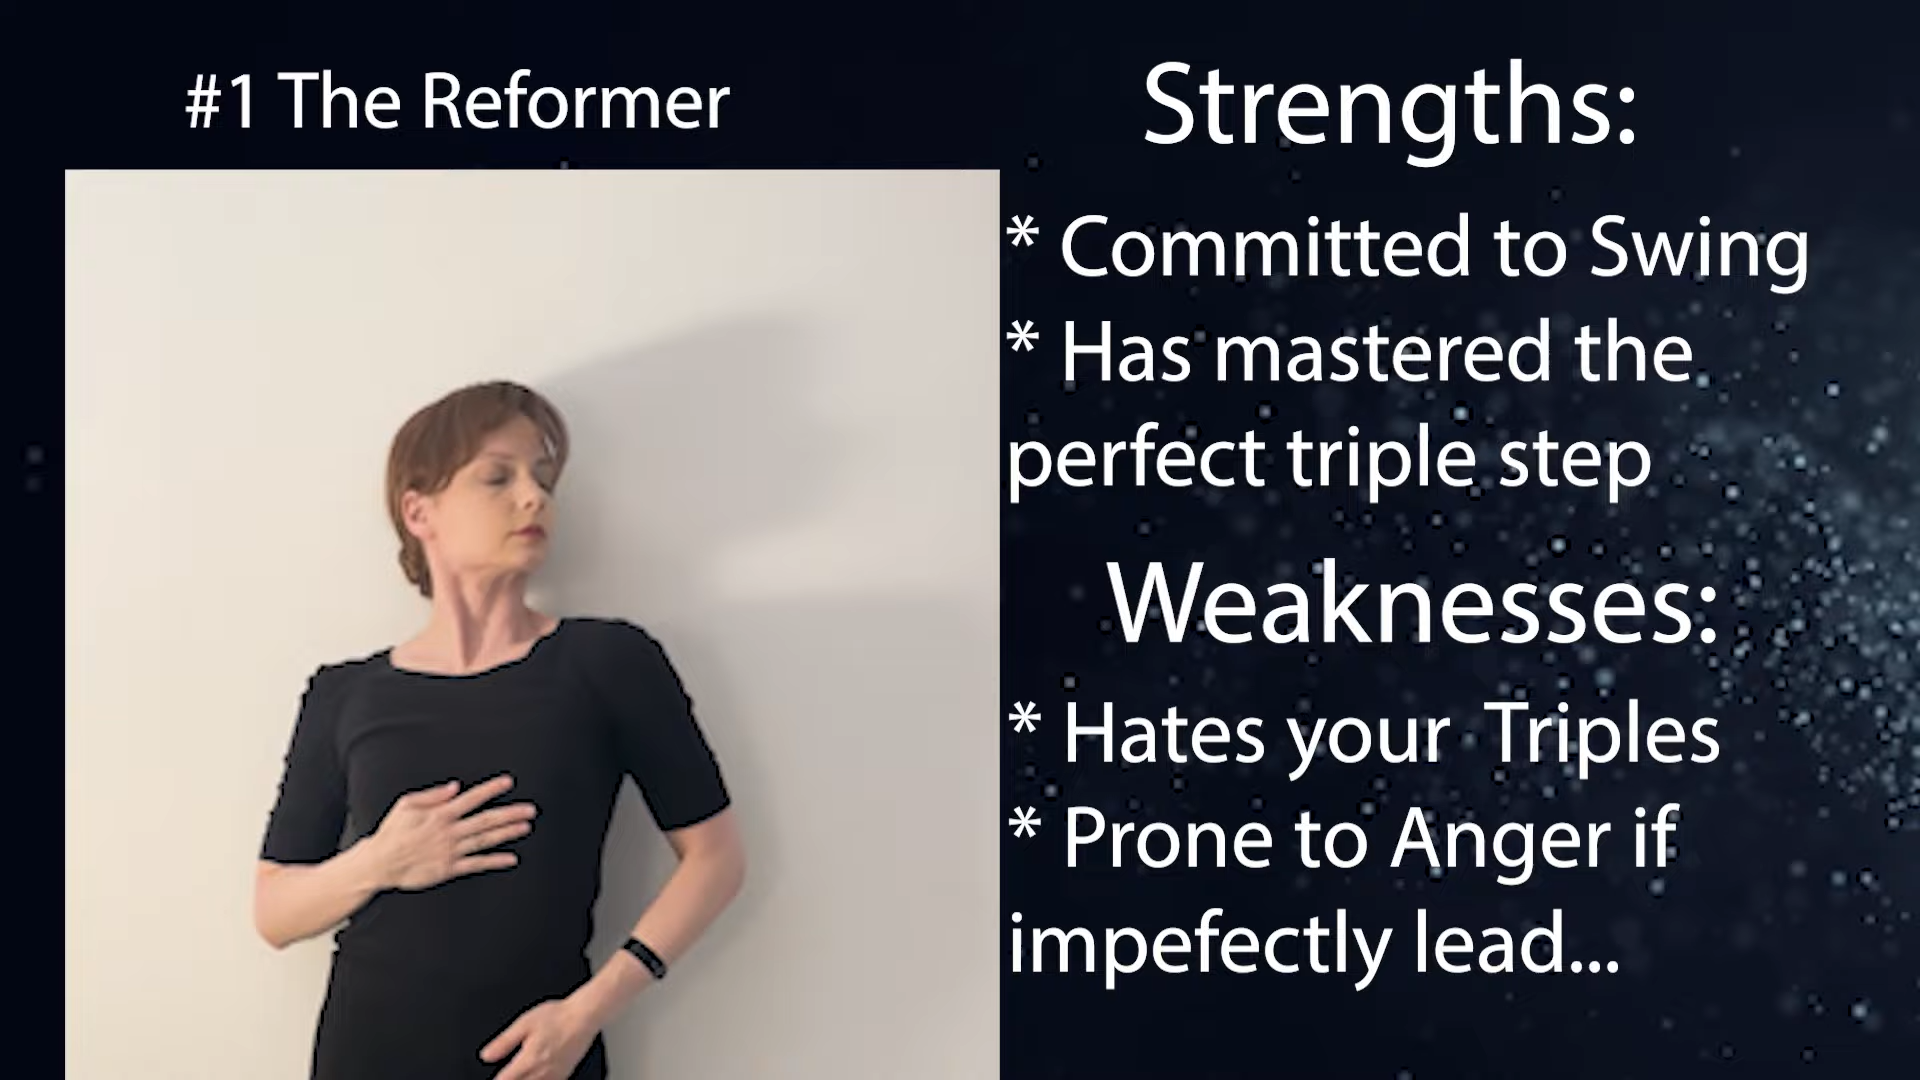 #1 The Reformer
Strengths:
* Committed to Swing
* Has mastered the
perfect triple step
Weaknesses:
* Hates your  Triples
* Prone to Anger if
impefectly lead...